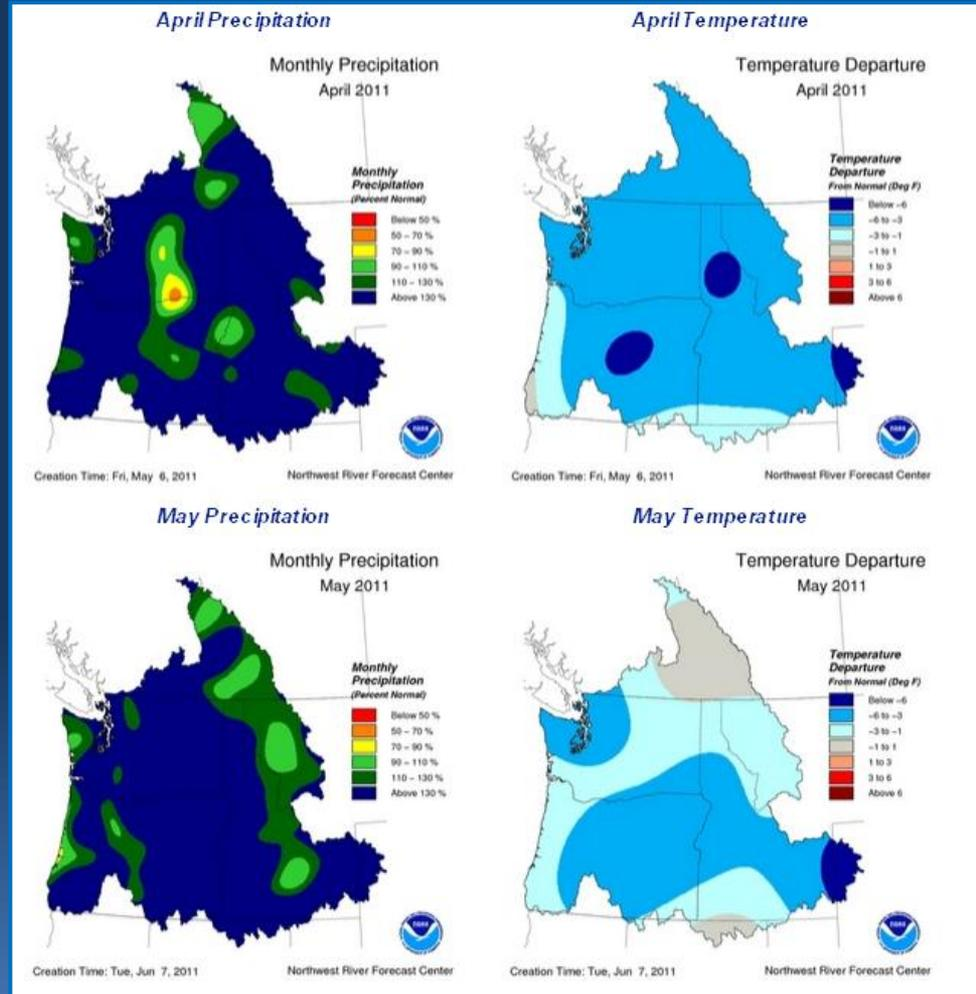 April Precipitation
April Temperature
Monthly Precipitation
April 2011
Monthly
Precipitation
(Percent Normal)
Below 50 %
50 – 70 %
70 – 90 %
90 – 110 %
110 – 130 %
Above 130 %
Creation Time: Fri, May 6, 2011
Northwest River Forecast Center
Temperature Departure
April 2011
Temperature
Departure
From Normal (Deg F)
Below -6
-6 to -3
-3 to -1
-1 to 1
1 to 3
3 to 6
Above 6
Creation Time: Fri, May 6, 2011
Northwest River Forecast Center
May Precipitation
May Temperature
Monthly Precipitation
May 2011
Monthly
Precipitation
(Percent Normal)
Below 50 %
50 – 70 %
70 – 90 %
90 – 110 %
110 – 130 %
Above 130 %
Creation Time: Tue, Jun 7, 2011
Northwest River Forecast Center
Temperature Departure
May 2011
Temperature
Departure
From Normal (Deg F)
Below -6
-6 to -3
-3 to -1
-1 to 1
1 to 3
3 to 6
Above 6
Creation Time: Tue, Jun 7, 2011
Northwest River Forecast Center